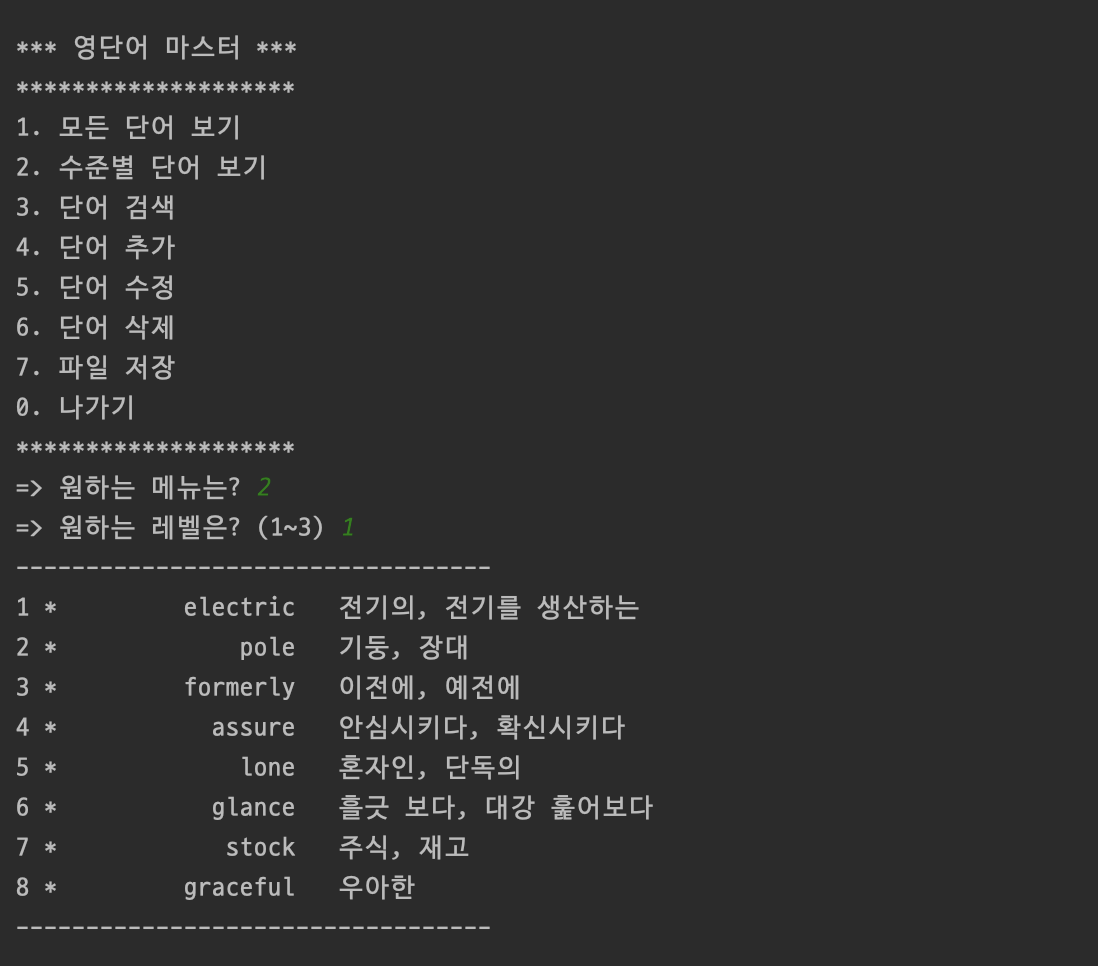 *** 영단어 마스터 ***
********************
1. 모든 단어 보기
2. 수준별 단어 보기
3. 단어 검색
4. 단어 추가
5. 단어 수정
6. 단어 삭제
7. 파일 저장
0. 나가기
********************
=> 원하는 메뉴는? 2
=> 원하는 레벨은? (1~3) 1
----------------------------------
1 *         electric   전기의, 전기를 생산하는
2 *             pole   기둥, 장대
3 *         formerly   이전에, 예전에
4 *           assure   안심시키다, 확신시키다
5 *             lone   혼자인, 단독의
6 *           glance   흘긋 보다, 대강 훑어보다
7 *            stock   주식, 재고
8 *         graceful   우아한
----------------------------------